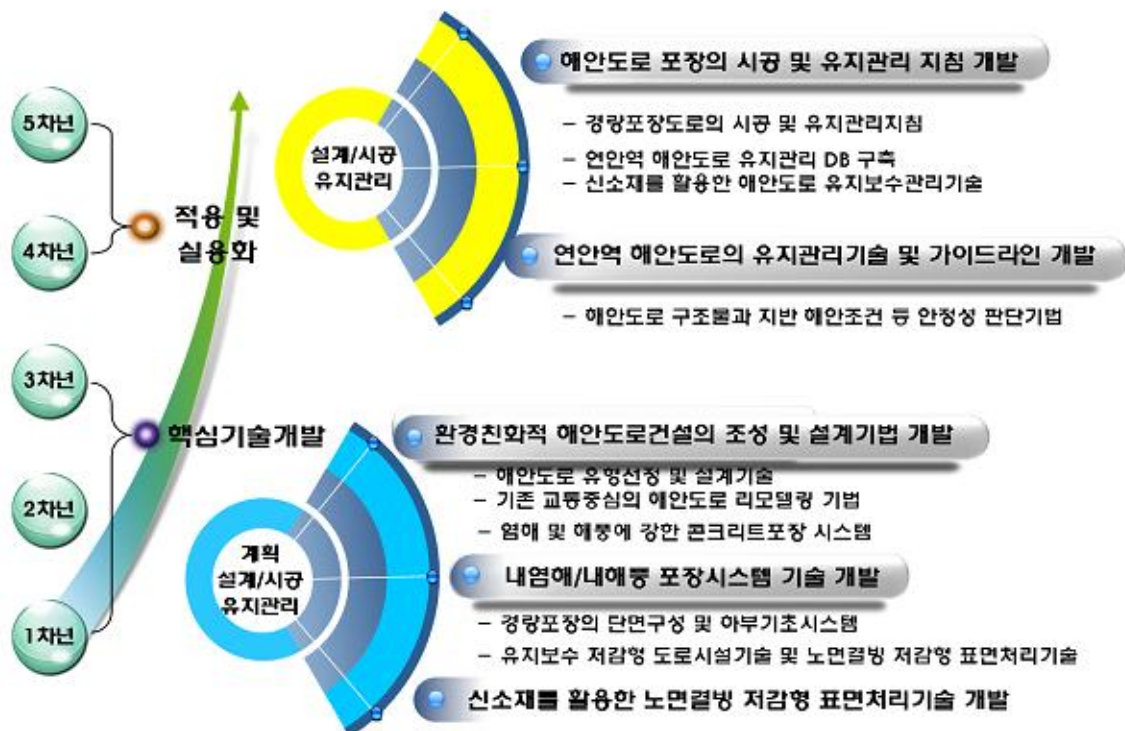 5차년
4차년
3차년
2차년
1차년
적용 및
실용화
핵심기술개발
설계/시공
유지관리
해안도로 포장의 시공 및 유지관리 지침 개발
– 경량포장도로의 시공 및 유지관리지침
– 연안역 해안도로 유지관리 DB 구축
– 신소재를 활용한 해안도로 유지보수관리기술
연안역 해안도로의 유지관리기술 및 가이드라인 개발
– 해안도로 구조물과 지반 해안조건 등 안정성 판단기법
계획
설계/시공
유지관리
환경친화적 해안도로건설의 조성 및 설계기법 개발
– 해안도로 유형선정 및 설계기술
– 기존 교통중심의 해안도로 리모델링 기법
– 염해 및 해풍에 강한 콘크리트포장 시스템
내염해/내해풍 포장시스템 기술 개발
– 경량포장의 단면구성 및 하부기초시스템
– 유지보수 저감형 도로시설기술 및 노면결빙 저감형 표면처리기술
신소재를 활용한 노면결빙 저감형 표면처리기술 개발